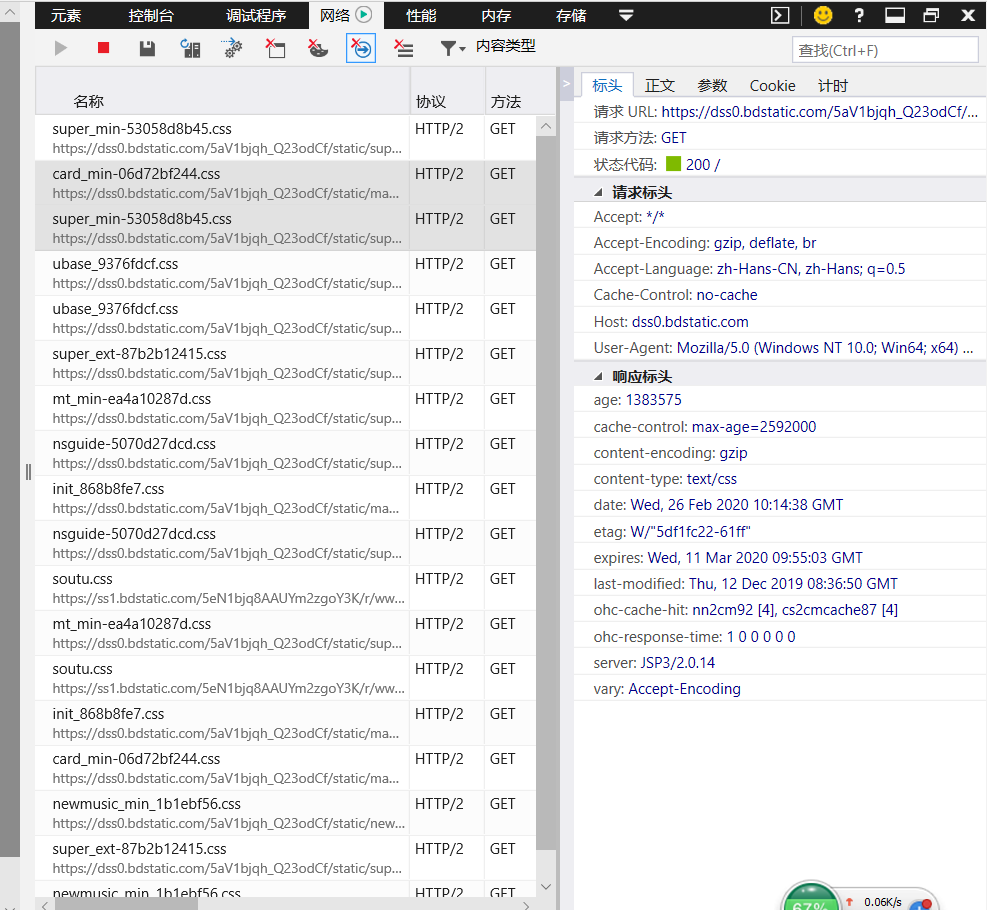 元素 控制台 调试程序 网络 性能 内存 存储 ?
内容类型 查找(Ctrl+F)
名称 协议 方法
super_min-53058d8b45.css HTTP/2 GET
https://dss0.bdstatic.com/5aV1bjqh_Q23odCf/static/sup...
card_min-06d72bf244.css HTTP/2 GET
https://dss0.bdstatic.com/5aV1bjqh_Q23odCf/static/ma...
super_min-53058d8b45.css HTTP/2 GET
https://dss0.bdstatic.com/5aV1bjqh_Q23odCf/static/sup...
ubase_9376fdcf.css HTTP/2 GET
https://dss0.bdstatic.com/5aV1bjqh_Q23odCf/static/sup...
ubase_9376fdcf.css HTTP/2 GET
https://dss0.bdstatic.com/5aV1bjqh_Q23odCf/static/sup...
super_ext-87b2b12415.css HTTP/2 GET
https://dss0.bdstatic.com/5aV1bjqh_Q23odCf/static/sup...
mt_min-ea4a10287d.css HTTP/2 GET
https://dss0.bdstatic.com/5aV1bjqh_Q23odCf/static/sup...
nsguide-5070d27dcd.css HTTP/2 GET
https://dss0.bdstatic.com/5aV1bjqh_Q23odCf/static/sup...
init_868b8fe7.css HTTP/2 GET
https://dss0.bdstatic.com/5aV1bjqh_Q23odCf/static/ma...
nsguide-5070d27dcd.css HTTP/2 GET
https://dss0.bdstatic.com/5aV1bjqh_Q23odCf/static/sup...
soutu.css HTTP/2 GET
https://ss1.bdstatic.com/5eN1bjq8AAUYm2zgoY3K/r/ww...
mt_min-ea4a10287d.css HTTP/2 GET
https://dss0.bdstatic.com/5aV1bjqh_Q23odCf/static/sup...
soutu.css HTTP/2 GET
https://ss1.bdstatic.com/5eN1bjq8AAUYm2zgoY3K/r/ww...
init_868b8fe7.css HTTP/2 GET
https://dss0.bdstatic.com/5aV1bjqh_Q23odCf/static/ma...
card_min-06d72bf244.css HTTP/2 GET
https://dss0.bdstatic.com/5aV1bjqh_Q23odCf/static/ma...
newmusic_min_1b1ebf56.css HTTP/2 GET
https://dss0.bdstatic.com/5aV1bjqh_Q23odCf/static/new...
super_ext-87b2b12415.css HTTP/2 GET
https://dss0.bdstatic.com/5aV1bjqh_Q23odCf/static/sup...
newmusic_min_1b1ebf56.css HTTP/2 GET
标头 正文 参数 Cookie 计时
请求 URL: https://dss0.bdstatic.com/5aV1bjqh_Q23odCf/...
请求方法: GET
状态代码: 200 /
请求标头
Accept: */*
Accept-Encoding: gzip, deflate, br
Accept-Language: zh-Hans-CN, zh-Hans; q=0.5
Cache-Control: no-cache
Host: dss0.bdstatic.com
User-Agent: Mozilla/5.0 (Windows NT 10.0; Win64; x64) ...
响应标头
age: 1383575
cache-control: max-age=2592000
content-encoding: gzip
content-type: text/css
date: Wed, 26 Feb 2020 10:14:38 GMT
etag: W/"5df1fc22-61ff"
expires: Wed, 11 Mar 2020 09:55:03 GMT
last-modified: Thu, 12 Dec 2019 08:36:50 GMT
ohc-cache-hit: nn2cm92 [4], cs2cmcache87 [4]
ohc-response-time: 1 0 0 0 0 0
server: JSP3/2.0.14
vary: Accept-Encoding
67% 0.06K/s